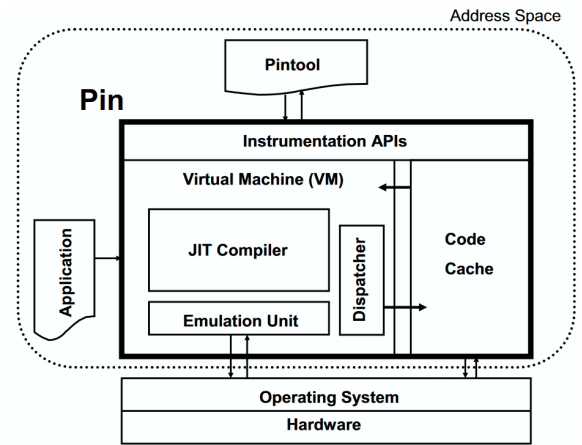 Address Space
Pintool
Pin
Instrumentation APIs
Virtual Machine (VM)
JIT Compiler
Emulation Unit
Dispatcher
Code
Cache
Application
Operating System
Hardware